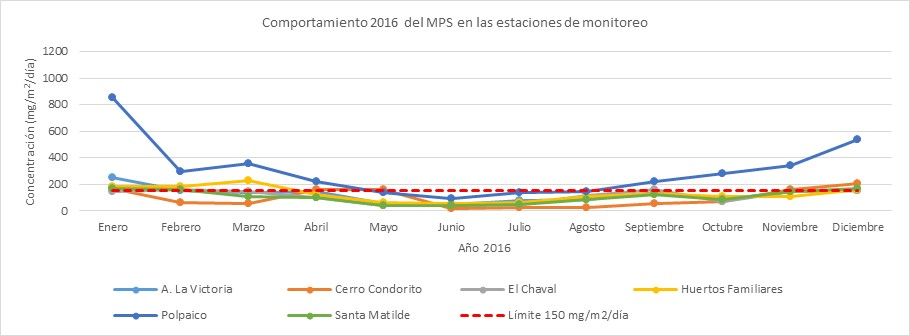 Comportamiento 2016 del MPS en las estaciones de monitoreo
Concentración (mg/m²/día)
1200
1000
800
600
400
200
0
Enero Febrero Marzo Abril Mayo Junio Julio Agosto Septiembre Octubre Noviembre Diciembre
Año 2016
A. La Victoria Cerro Condorito El Chaval Huertos Familiares
Polpaico Santa Matilde Límite 150 mg/m2/día